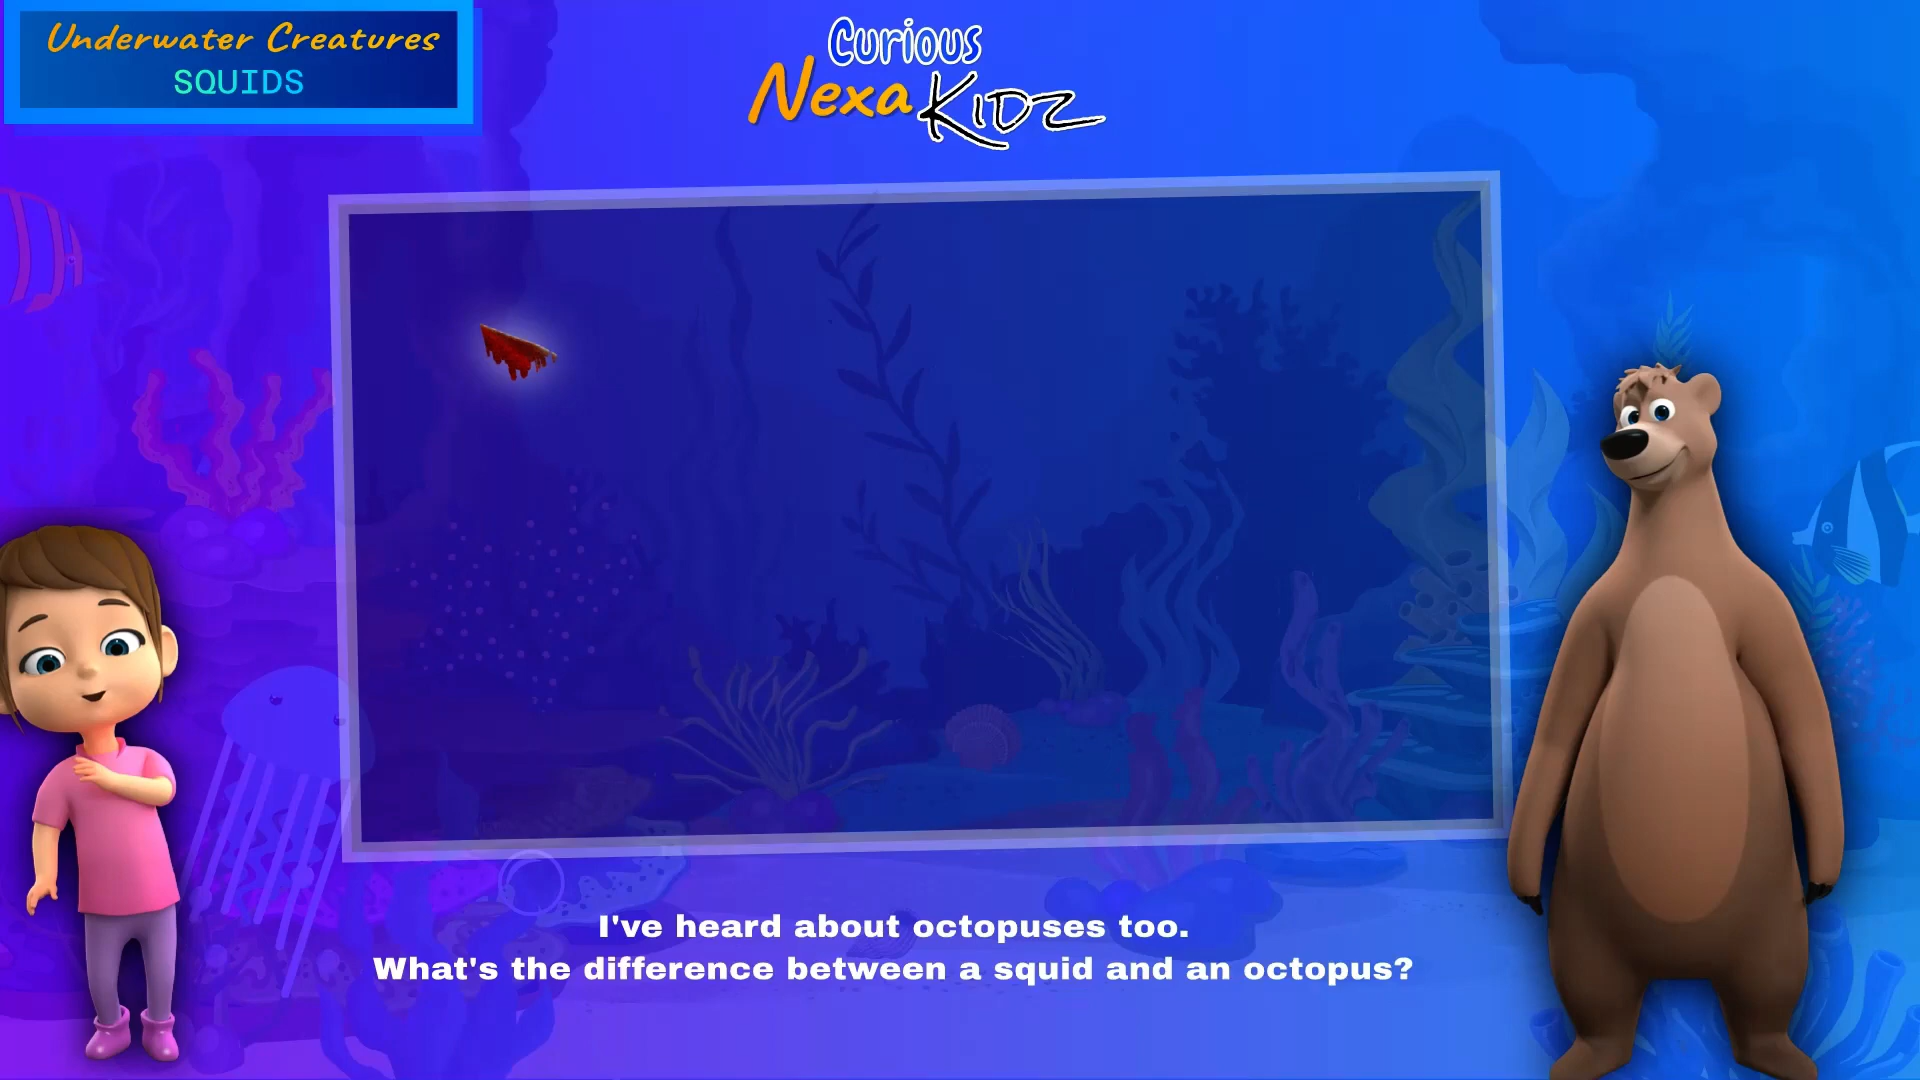 Underwater Creatures
SQUIDS
Curious
Nexa KIDZ
I've heard about octopuses too.
What's the difference between a squid and an octopus?